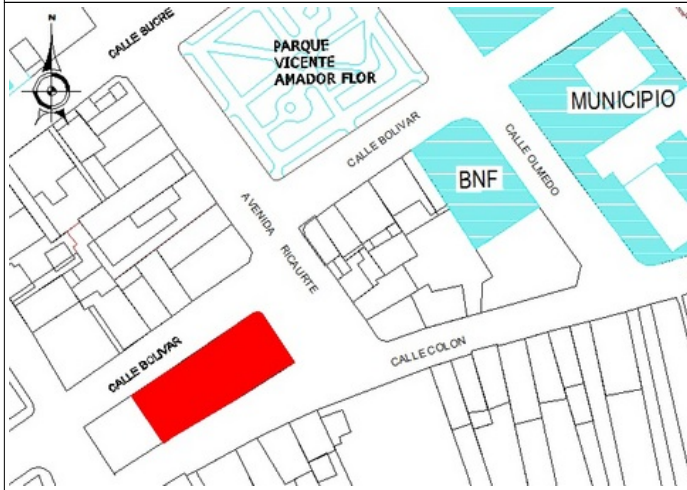 N
CALLE SUCRE
PARQUE
VICENTE
AMADOR FLOR
MUNICIPIO
CALLE BOLIVAR
CALLE OLMEDO
BNF
AVENIDA RICAURTE
CALLE BOLIVAR
CALLE COLON